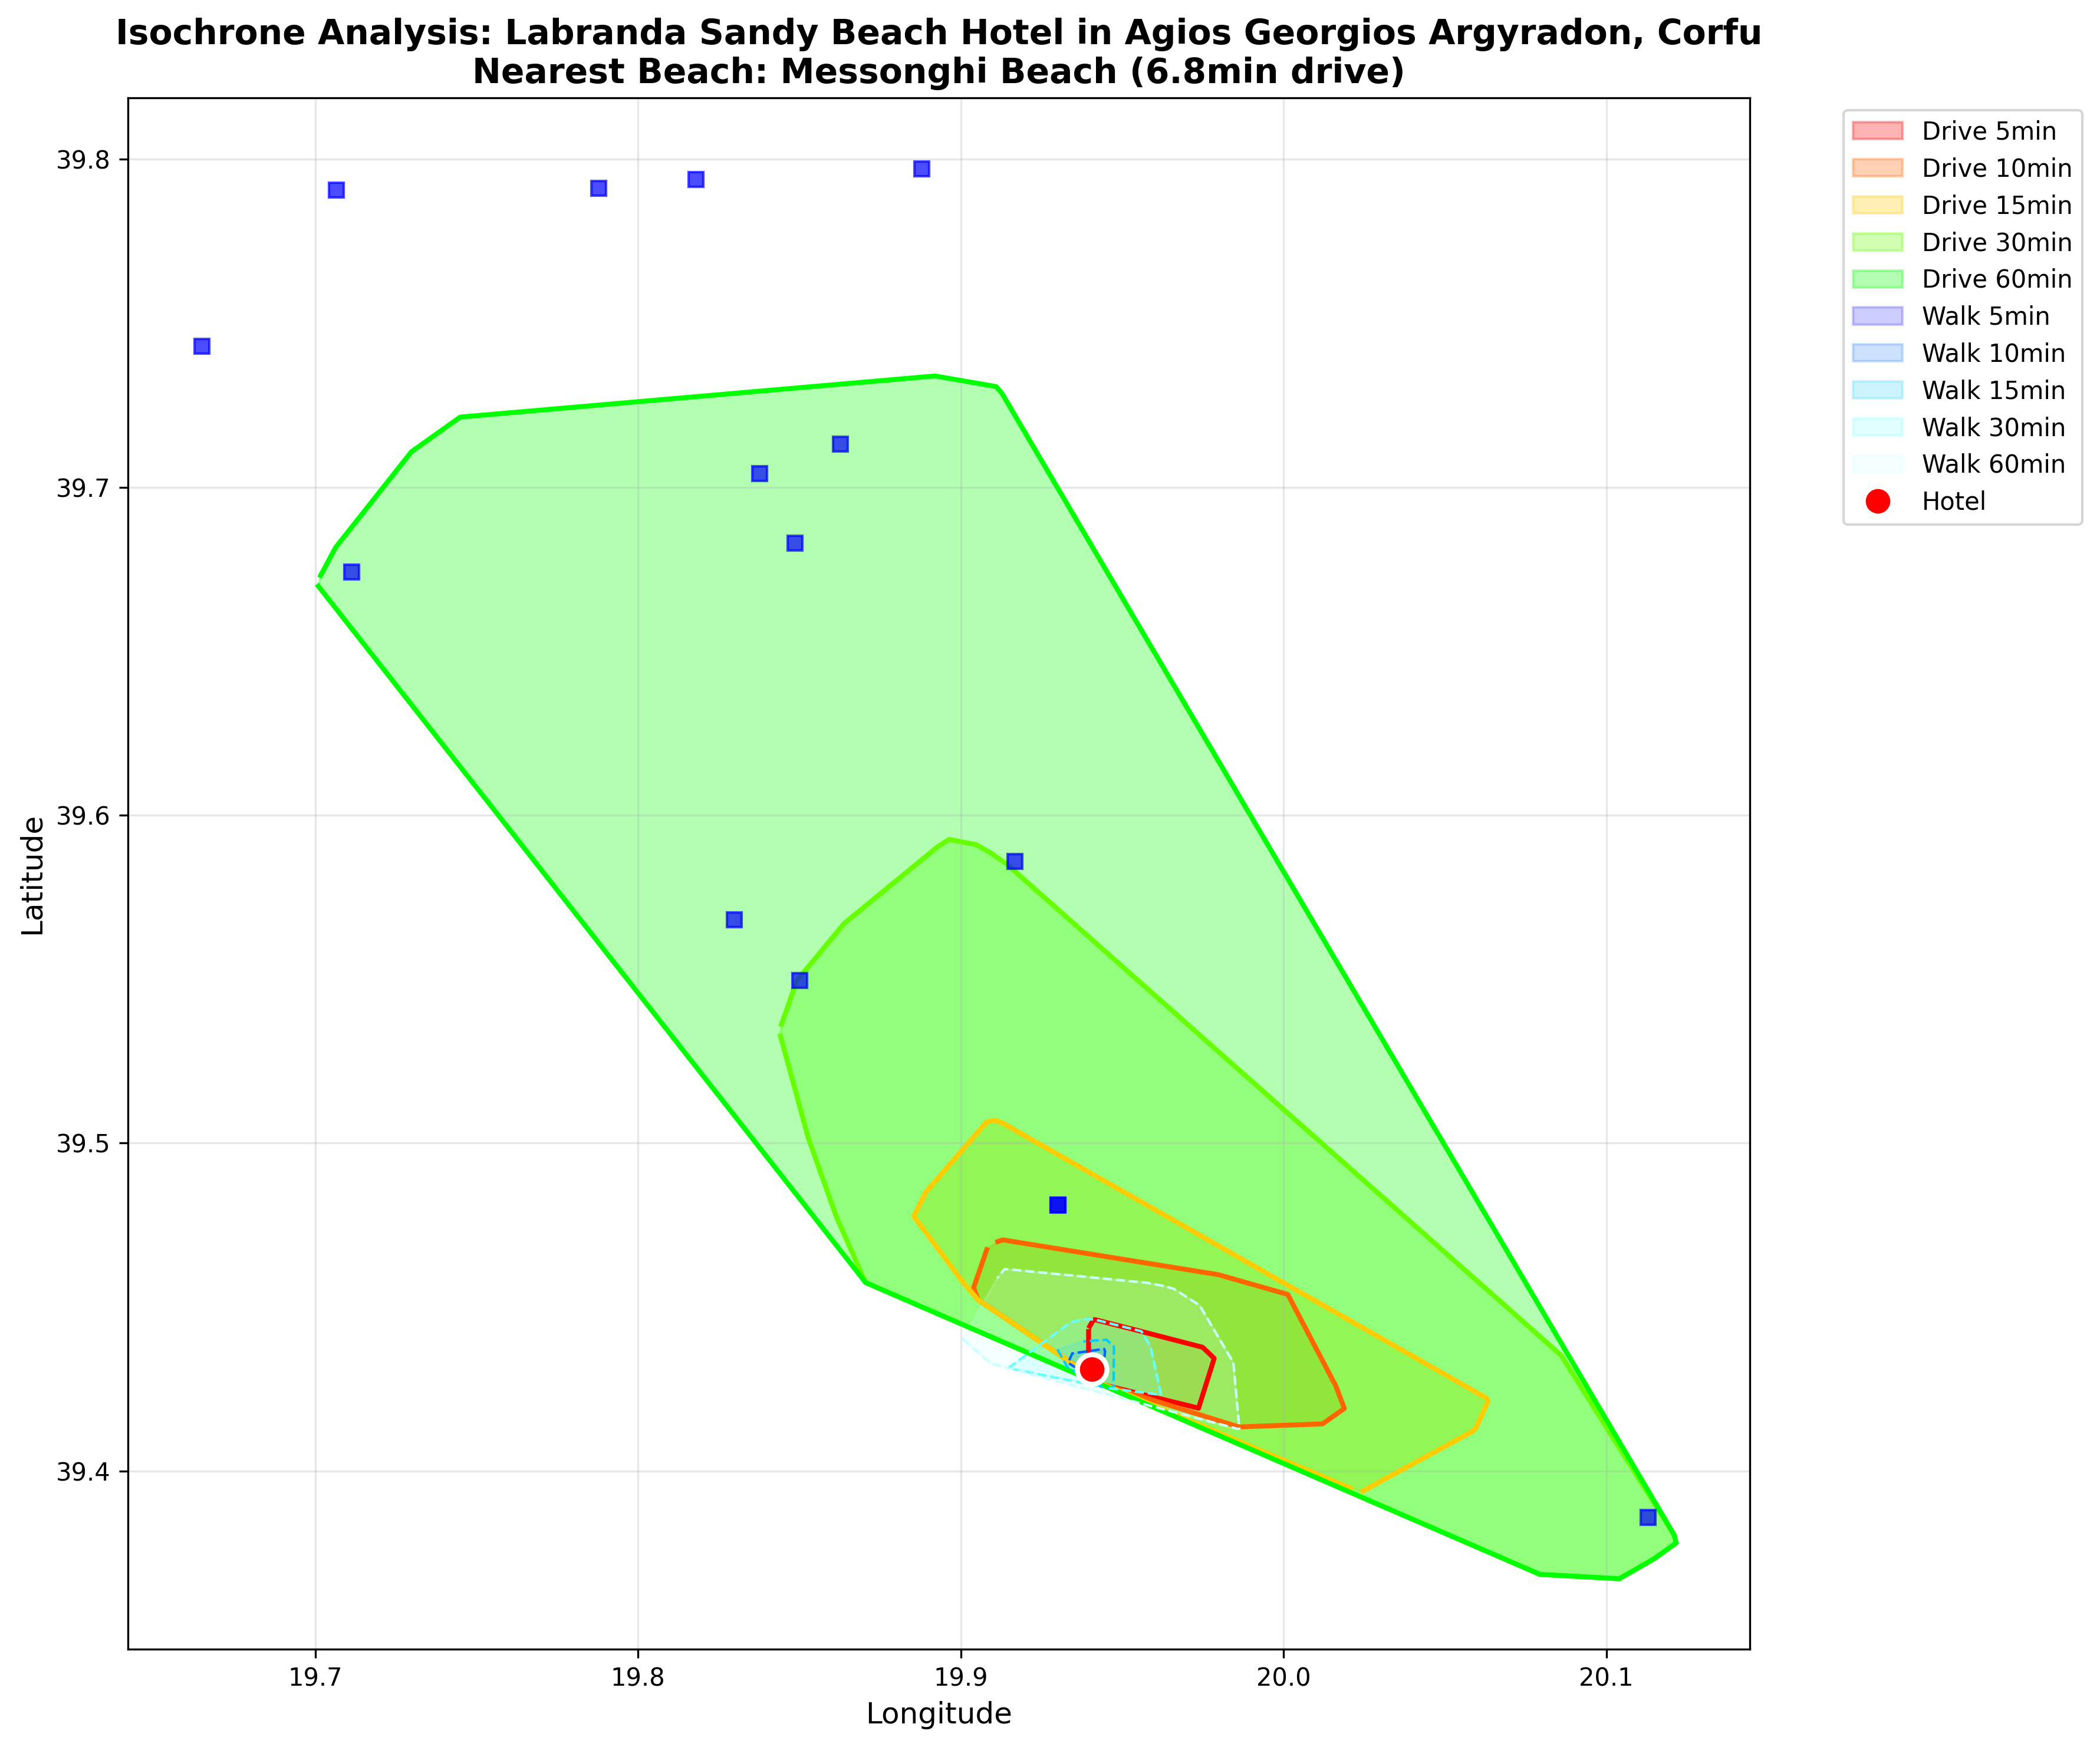 Isochrone Analysis: Labranda Sandy Beach Hotel in Agios Georgios Argyradon, Corfu
Nearest Beach: Messonghi Beach (6.8min drive)
Drive 5min
Drive 10min
Drive 15min
Drive 30min
Drive 60min
Walk 5min
Walk 10min
Walk 15min
Walk 30min
Walk 60min
Hotel
Latitude
39.8
39.7
39.6
39.5
39.4
19.7
19.8
19.9
20.0
20.1
Longitude